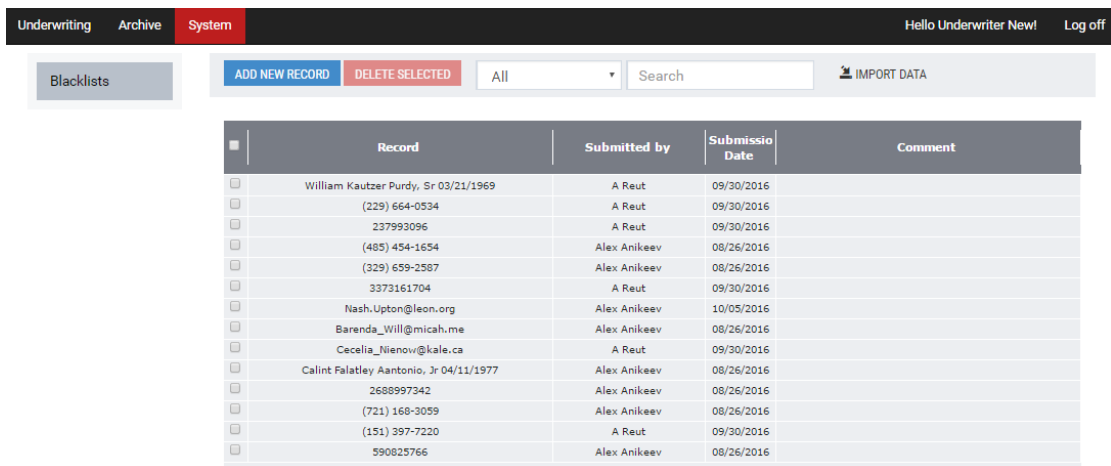 Underwriting Archive System Hello Underwriter New! Log off
Blacklists ADD NEW RECORD DELETE SELECTED All Search IMPORT DATA
Record Submitted by Submissio Date Comment
William Kautzer Purdy, Sr 03/21/1969 A Reut 09/30/2016
(229) 664-0534 A Reut 09/30/2016
237993096 A Reut 09/30/2016
(485) 454-1654 Alex Anikeev 08/26/2016
(329) 659-2587 Alex Anikeev 08/26/2016
3373161704 A Reut 09/30/2016
Nash.Upton@leon.org Alex Anikeev 10/05/2016
Barenda_Will@micah.me Alex Anikeev 08/26/2016
Cecelia_Nienow@kale.ca A Reut 09/30/2016
Calint Falatley Aantonio, Jr 04/11/1977 Alex Anikeev 08/26/2016
2688997342 Alex Anikeev 08/26/2016
(721) 168-3059 Alex Anikeev 08/26/2016
(151) 397-7220 A Reut 09/30/2016
590825766 Alex Anikeev 08/26/2016